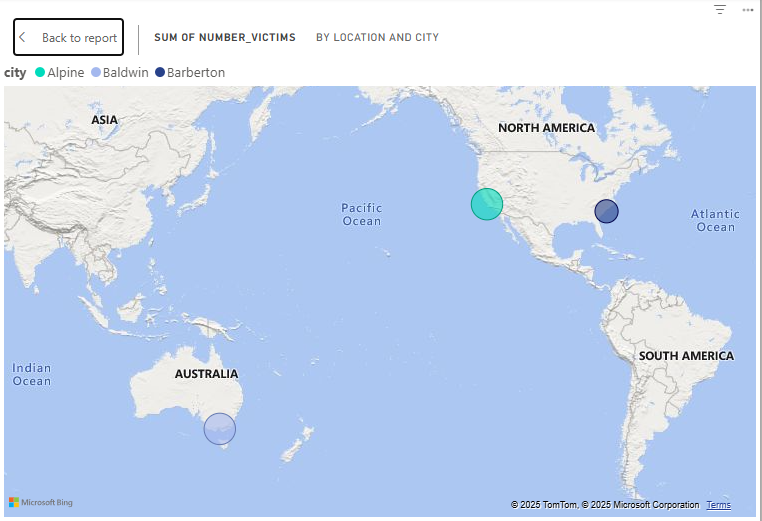 Back to report
SUM OF NUMBER_VICTIMS
BY LOCATION AND CITY
city Alpine Baldwin Barberton
ASIA
NORTH AMERICA
Pacific
Ocean
Atlantic
Ocean
Indian
Ocean
AUSTRALIA
SOUTH AMERICA
Microsoft Bing
© 2025 TomTom, © 2025 Microsoft Corporation Terms